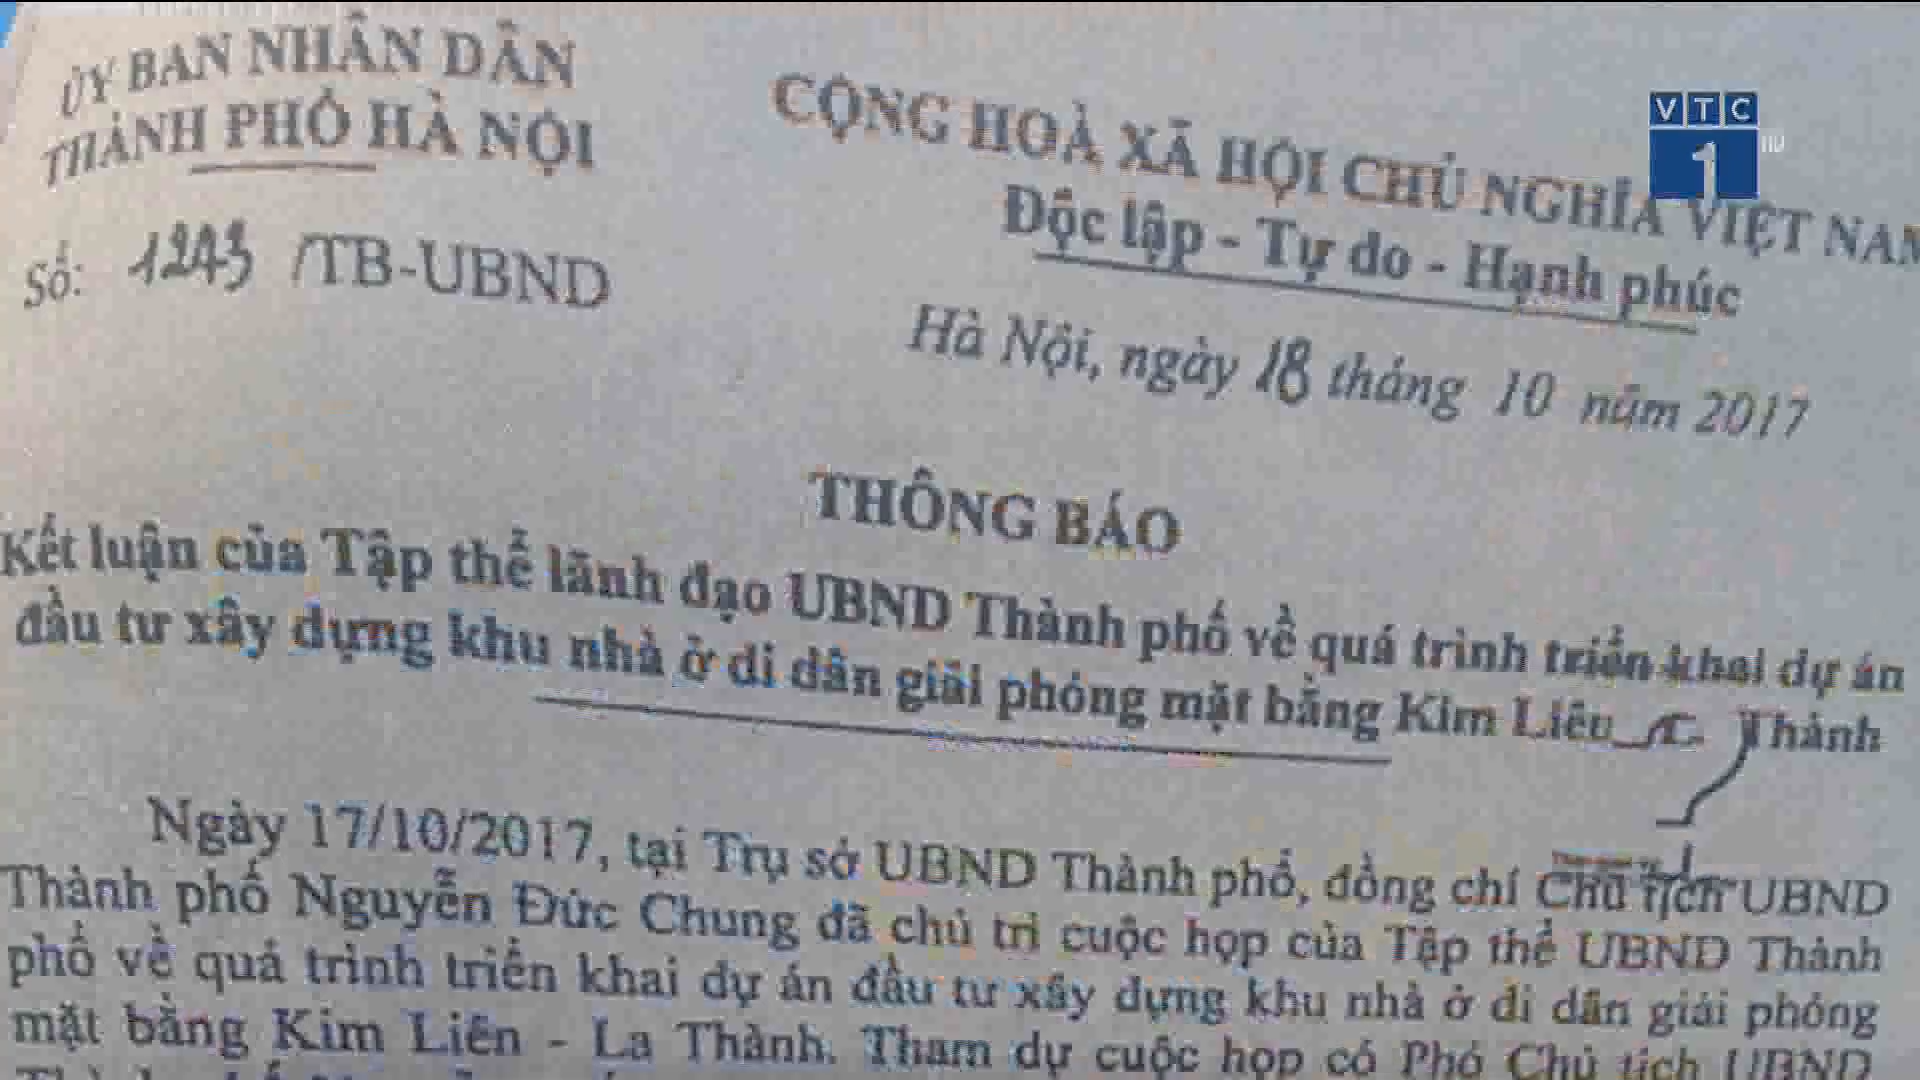 ỦY BAN NHÂN DÂN
THÀNH PHỐ HÀ NỘI
CỘNG HOÀ XÃ HỘI CHỦ NGHĨA VIỆT NAM
Độc lập - Tự do - Hạnh phúc
VTC
1
Số: 1243 /TB-UBND
Hà Nội, ngày 18 tháng 10 năm 2017
THÔNG BÁO
Kết luận của Tập thể lãnh đạo UBND Thành phố về quá trình triển khai dự án
đầu tư xây dựng khu nhà ở di dân giải phóng mặt bằng Kim Liên Thành
Ngày 17/10/2017, tại Trụ sở UBND Thành phố, đồng chí Chủ tịch UBND
Thành phố Nguyễn Đức Chung đã chủ trì cuộc họp của Tập thể UBND Thành
phố về quá trình triển khai dự án đầu tư xây dựng khu nhà ở di dân giải phóng
mặt bằng Kim Liên - La Thành. Tham dự cuộc họp có Phó Chủ tịch UBND